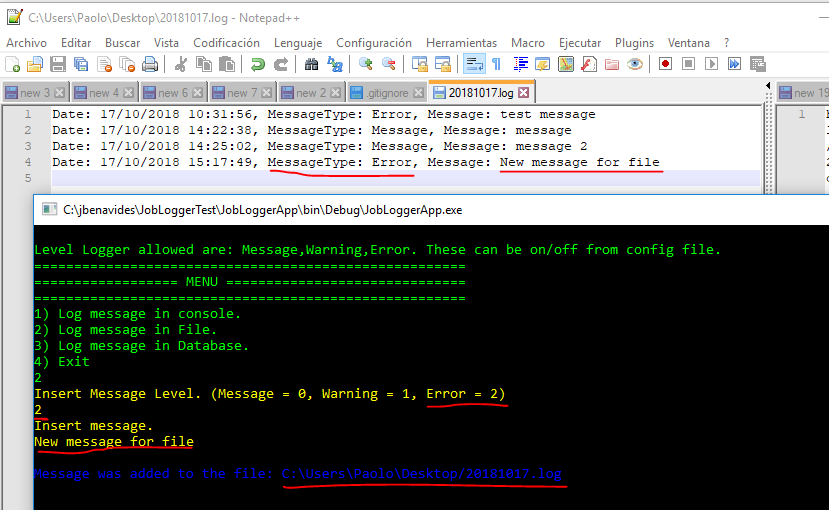 C:\Users\Paolo\Desktop\20181017.log - Notepad++
Archivo Editar Buscar Vista Codificación Lenguaje Configuración Herramientas Macro Ejecutar Plugins Ventana ?
new 3 new 4 new 6 new 7 new 2 .gitignore 20181017.log new 19
1 Date: 17/10/2018 10:31:56, MessageType: Error, Message: test message
2 Date: 17/10/2018 14:22:38, MessageType: Message, Message: message
3 Date: 17/10/2018 14:25:02, MessageType: Message, Message: message 2
4 Date: 17/10/2018 15:17:49, MessageType: Error, Message: New message for file
5
1
C:\jbenavides\JobLoggerTest\JobLoggerApp\bin\Debug\JobLoggerApp.exe
Level Logger allowed are: Message,Warning,Error. These can be on/off from config file.
======================================================
================== MENU ==============================
======================================================
1) Log message in console.
2) Log message in File.
3) Log message in Database.
4) Exit
2
Insert Message Level. (Message = 0, Warning = 1, Error = 2)
2
Insert message.
New message for file
Message was added to the file: C:\Users\Paolo\Desktop/20181017.log